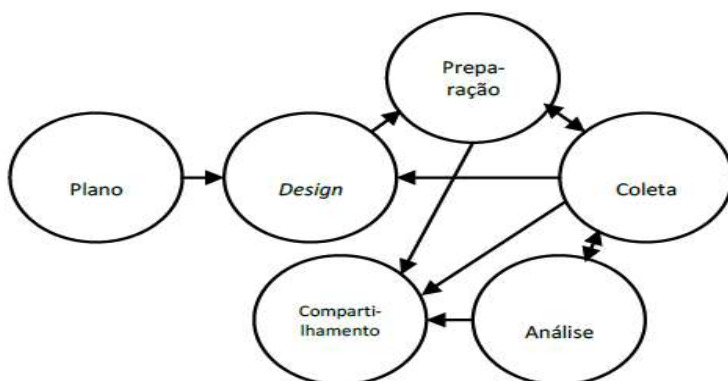 Prepa-
ração
Plano
Design
Coleta
Comparti-
lhamento
Análise